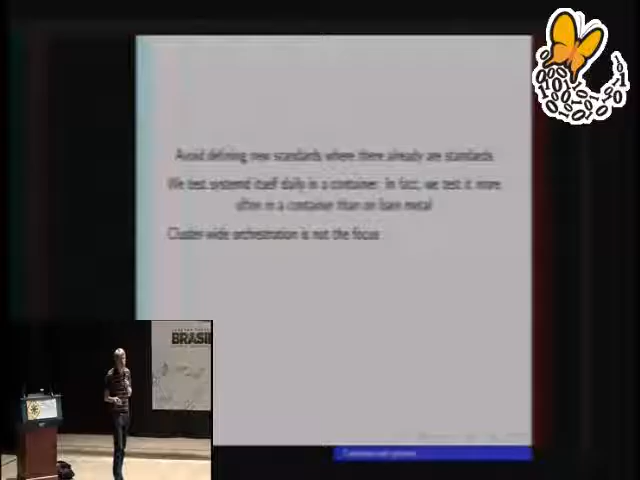 Avoid defining new standards where there already are standards
We test systemd itself daily in a container. In fact, we test it more
often in a container than on bare metal
Cluster-wide orchestration is not the focus
BRASIL